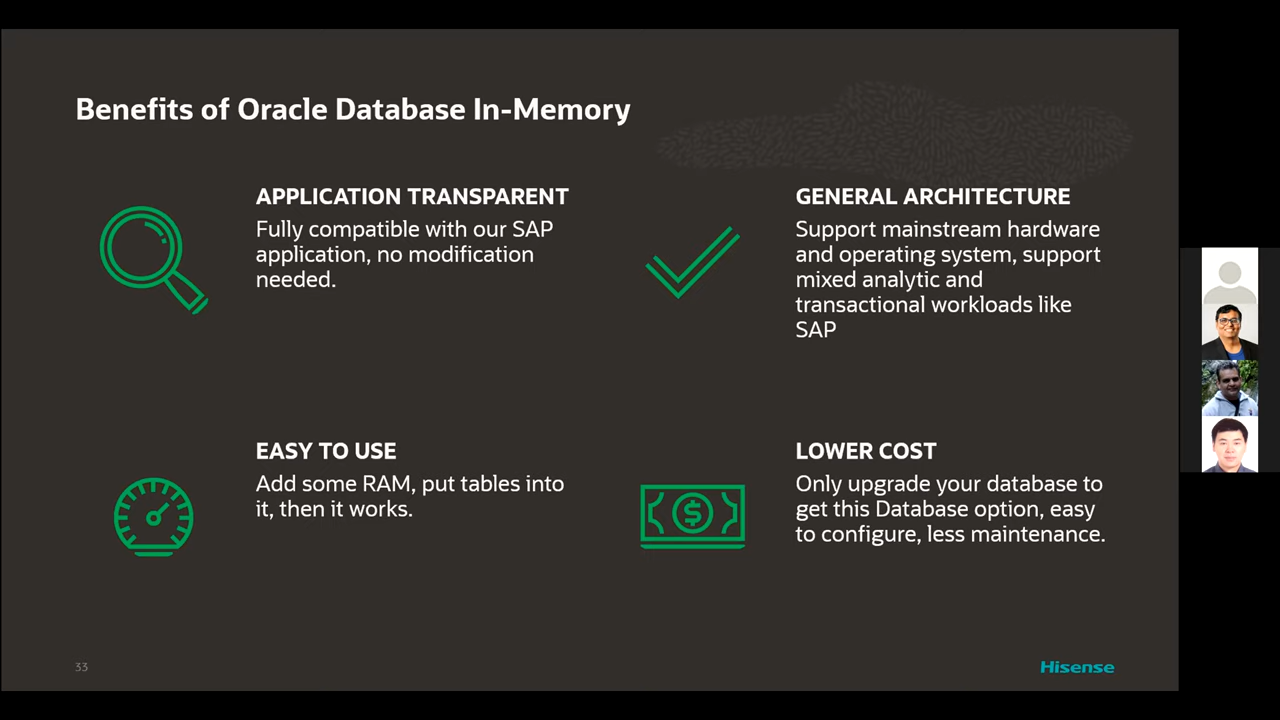 Benefits of Oracle Database In-Memory
APPLICATION TRANSPARENT
Fully compatible with our SAP
application, no modification
needed.
GENERAL ARCHITECTURE
Support mainstream hardware
and operating system, support
mixed analytic and
transactional workloads like
SAP
EASY TO USE
Add some RAM, put tables into
it, then it works.
LOWER COST
Only upgrade your database to
get this Database option, easy
to configure, less maintenance.
33
Hisense